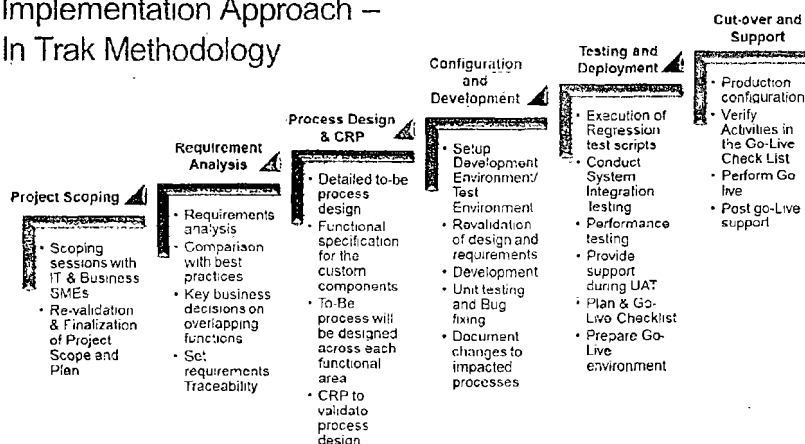 Implementation Approach –
In Trak Methodology
Project Scoping
• Scoping
sessions with
IT & Business
SMEs
• Re-validation
& Finalization
of Project
Scope and
Plan
Requirement
Analysis
• Requirements
analysis
• Comparison
with best
practices
• Key business
decisions on
overlapping
functions
• Set
requirements
Traceability
Process Design
& CRP
• Detailed to-be
process
design
• Functional
specification
for the
custom
components
• To-Be
process will
be designed
across each
functional
area
• CRP to
validate
process
design
Configuration
and
Development
• Setup
Development
Environment/
Test
Environment
• Revalidation
of design and
requirements
• Development
• Unit testing
and Bug
fixing
• Document
changes to
impacted
processes
Testing and
Deployment
• Execution of
Regression
test scripts
• Conduct
System
Integration
Testing
• Performance
testing
• Provide
support
during UAT
• Plan & Go-
Live Checklist
• Prepare Go-
Live
environment
Cut-over and
Support
• Production
configuration
• Verify
Activities in
the Go-Live
Check List
• Perform Go
live
• Post go-Live
support